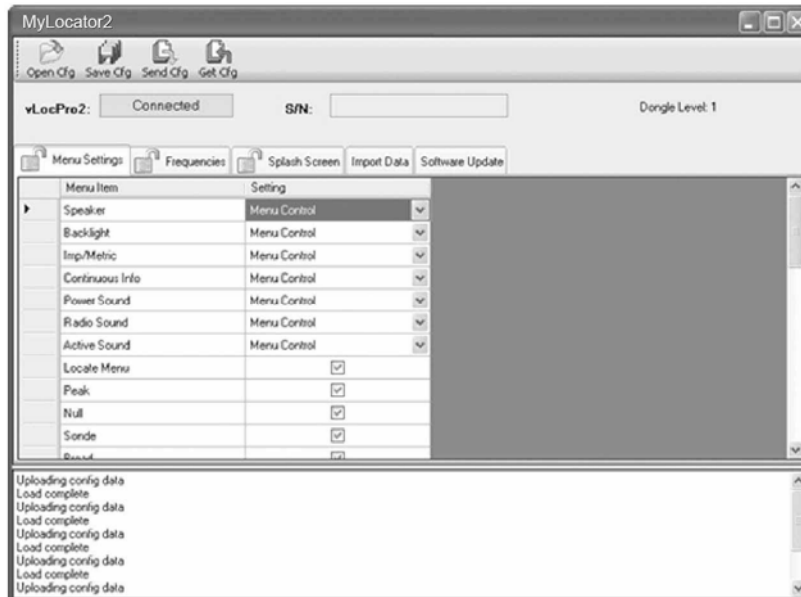 MyLocator2
Open Cfg Save Cfg Send Cfg Get Cfg
vLocPro2: Connected S/N: Dongle Level: 1
Menu Settings Frequencies Splash Screen Import Data Software Update
Menu Item Setting
Speaker Menu Control
Backlight Menu Control
Imp/Metric Menu Control
Continuous Info Menu Control
Power Sound Menu Control
Radio Sound Menu Control
Active Sound Menu Control
Locate Menu
Peak
Null
Sonde
Broad
Uploading config data
Load complete
Uploading config data
Load complete
Uploading config data
Load complete
Uploading config data
Load complete
Uploading config data